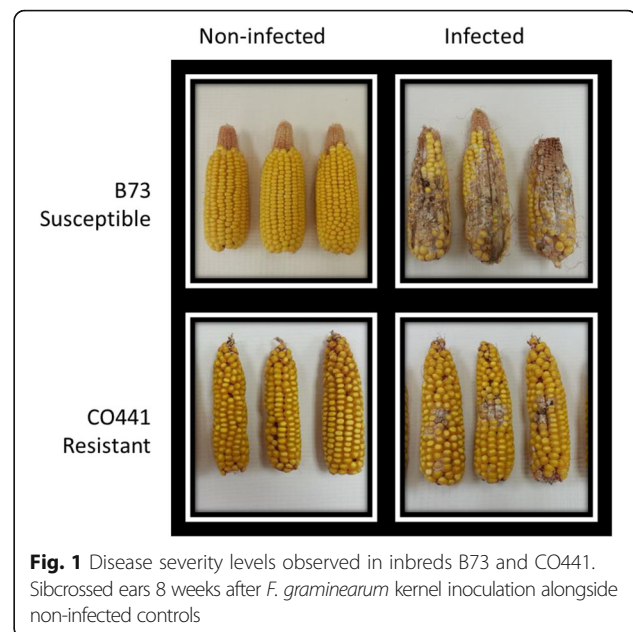 Non-infected Infected
B73
Susceptible
CO441
Resistant
Fig. 1 Disease severity levels observed in inbreds B73 and CO441.
Sibcrossed ears 8 weeks after F. graminearum kernel inoculation alongside
non-infected controls